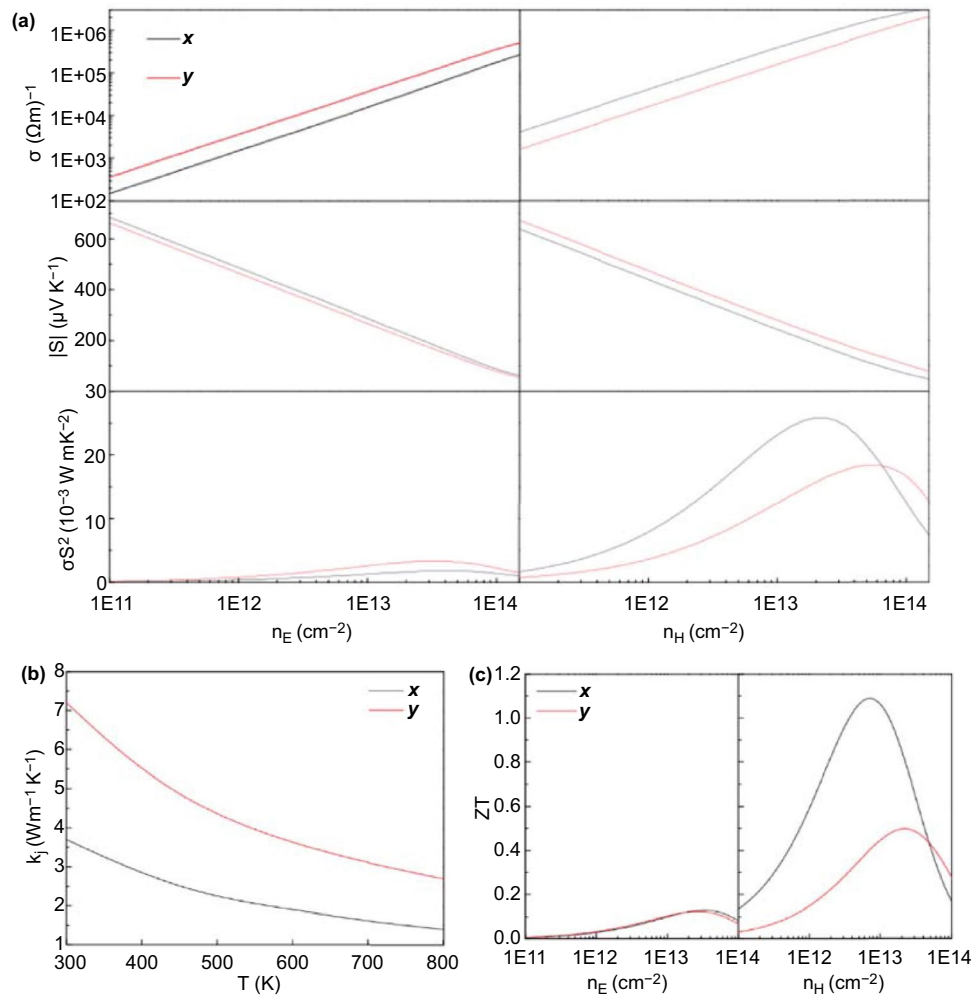 (a)
1E+06
1E+05
1E+04
1E+03
1E+02
σ (Ωm)⁻¹
x
y
600
400
200
|S| (μV K⁻¹)
30
20
10
0
σS² (10⁻³ W mK⁻²)
1E11 1E12 1E13 1E14 1E12 1E13 1E14
n_E (cm⁻²) n_H (cm⁻²)
(b)
8
7
6
5
4
3
2
1
k_j (Wm⁻¹ K⁻¹)
x
y
300 400 500 600 700 800
T (K)
(c)
1.2
1.0
0.8
0.6
0.4
0.2
0.0
ZT
x
y
1E11 1E12 1E13 1E14 1E12 1E13 1E14
n_E (cm⁻²) n_H (cm⁻²)